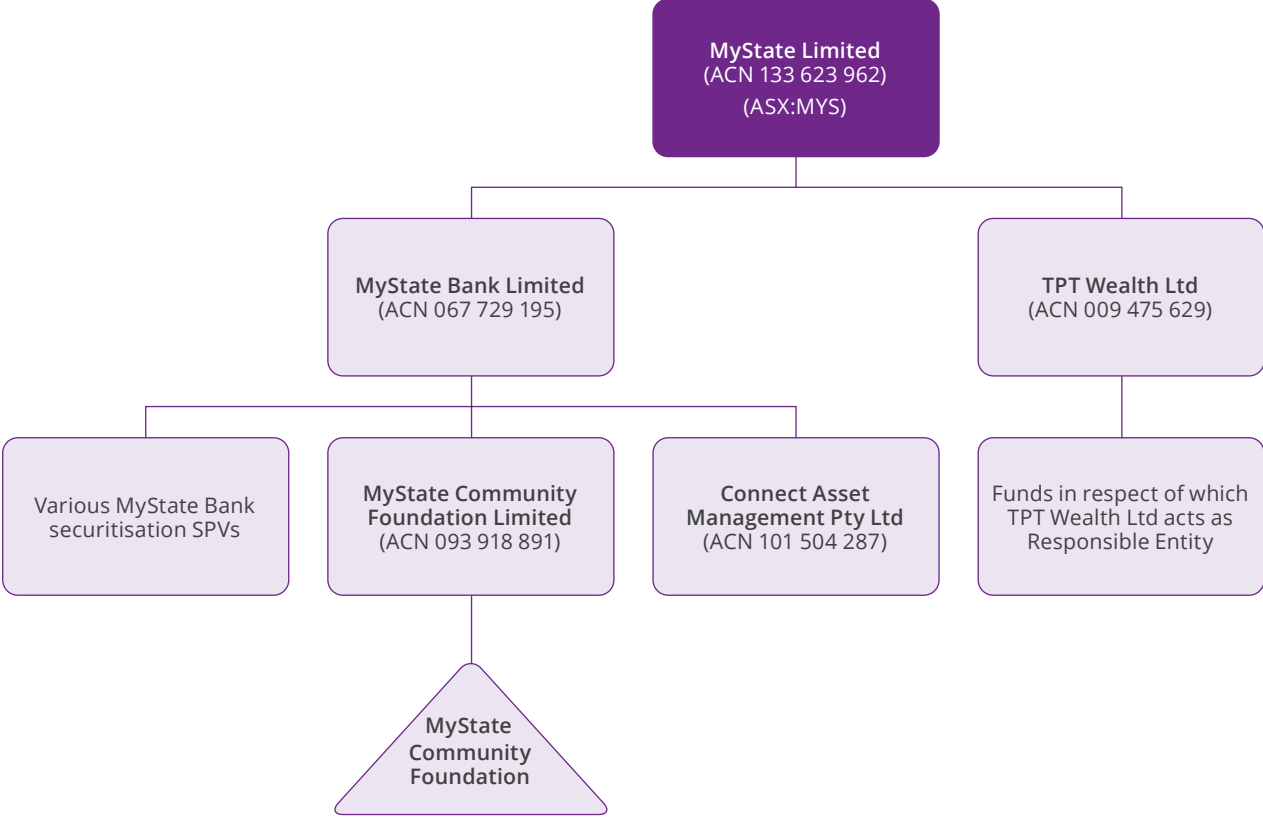 MyState Limited
(ACN 133 623 962)
(ASX:MYS)
MyState Bank Limited
(ACN 067 729 195)
TPT Wealth Ltd
(ACN 009 475 629)
Various MyState Bank
securitisation SPVs
MyState Community
Foundation Limited
(ACN 093 918 891)
Connect Asset
Management Pty Ltd
(ACN 101 504 287)
Funds in respect of which
TPT Wealth Ltd acts as
Responsible Entity
MyState
Community
Foundation